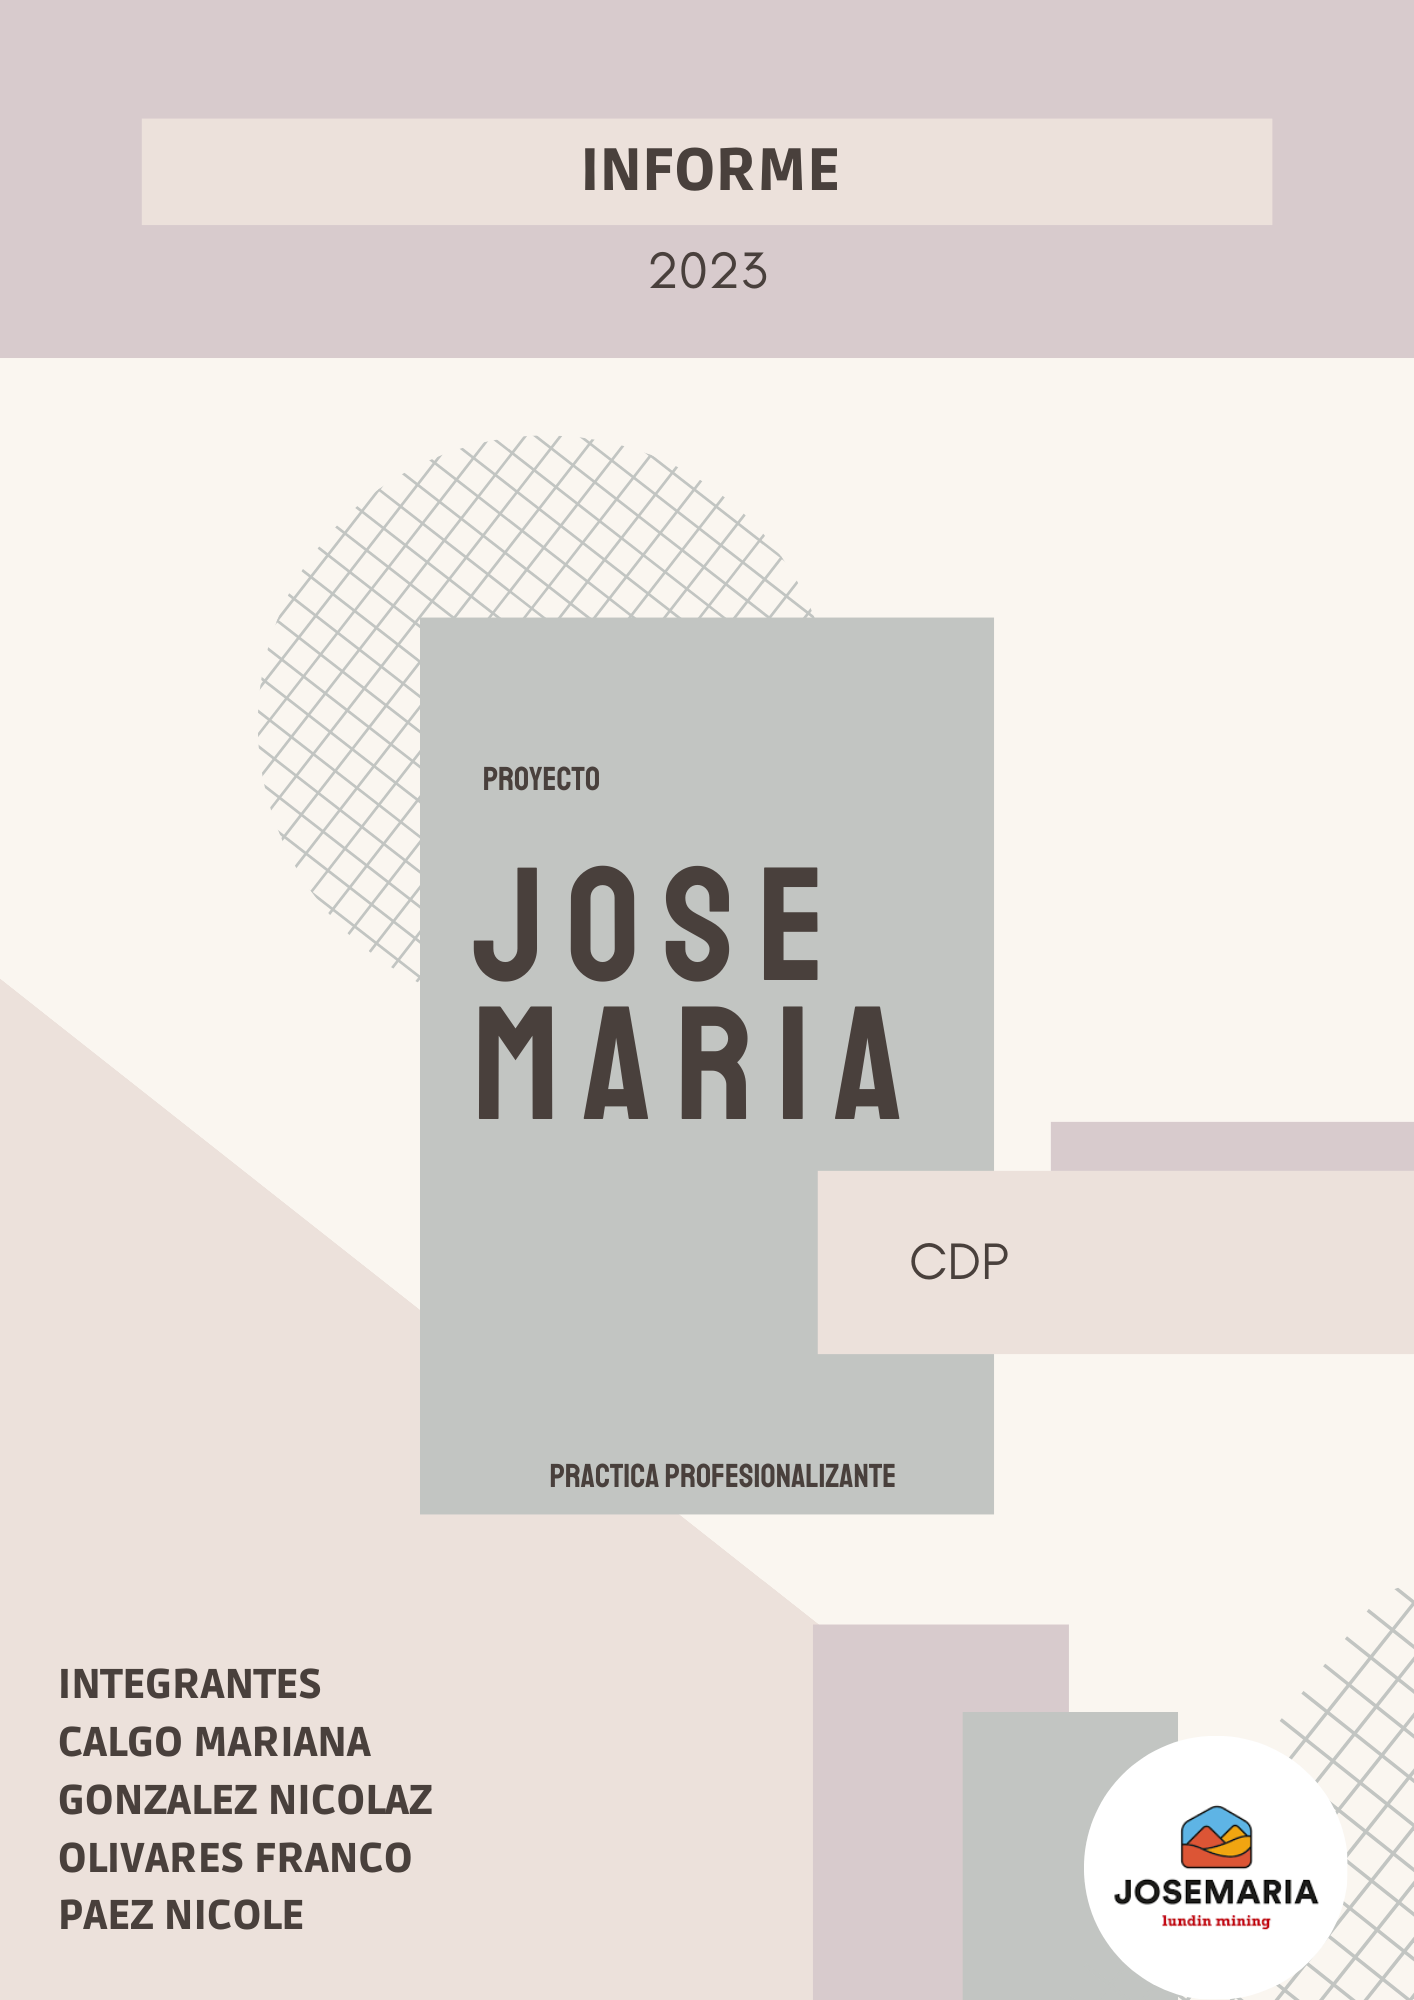 INFORME
2023
PROYECTO
JOSE
MARIA
CDP
PRACTICA PROFESIONALIZANTE
INTEGRANTES
CALGO MARIANA
GONZALEZ NICOLAZ
OLIVARES FRANCO
PAEZ NICOLE
JOSEMARIA
lundin mining